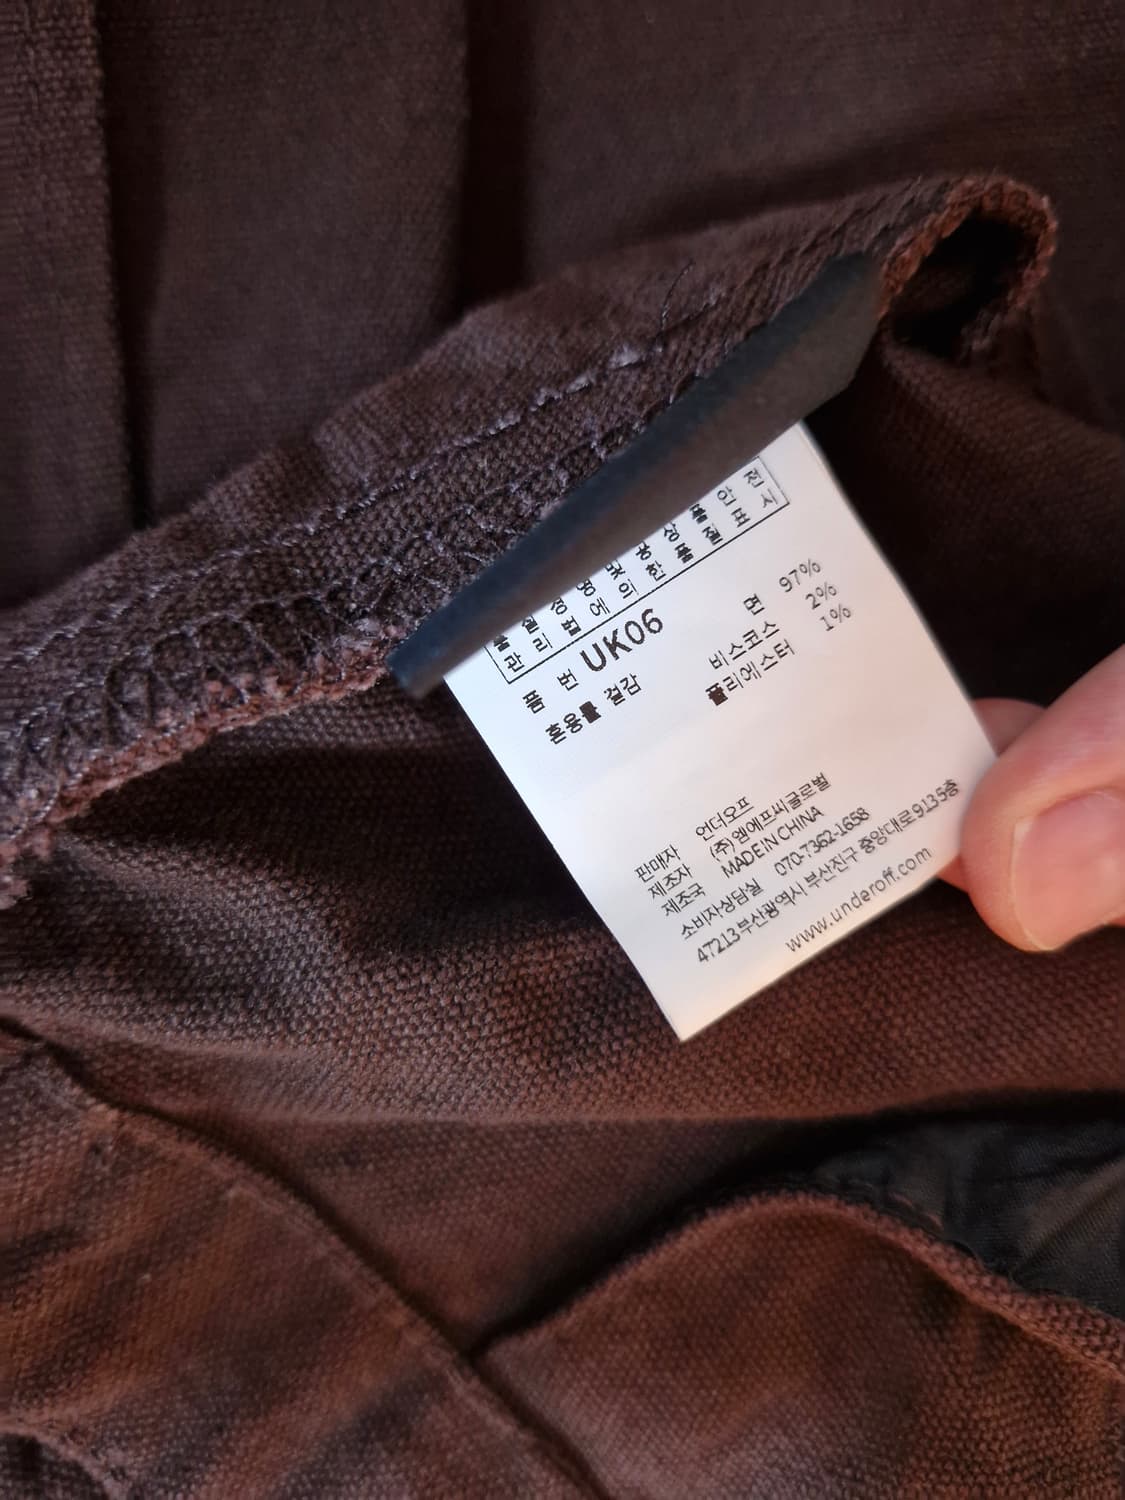 품질경영 및 공산품안전
관리법에 의한 품질표시
품 번 UK06
혼용률 겉감 면 97%
비스코스 2%
폴리에스터 1%
판매자 언더오프
제조자 (주)엠에프씨글로벌
제조국 MADE IN CHINA
소비자상담실 070-7362-1658
47213 부산광역시 부산진구 중앙대로 913 5층
www.underoff.com